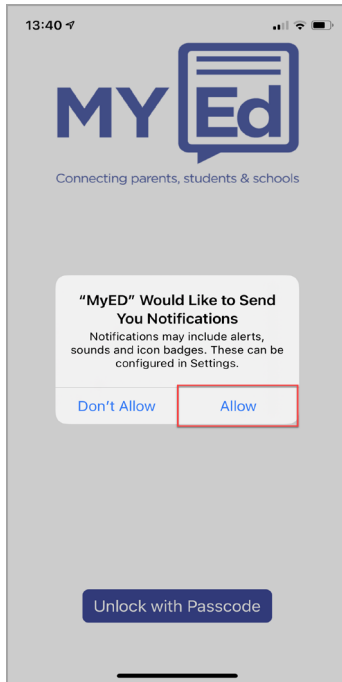 13:40
MY Ed
Connecting parents, students & schools
“MyED” Would Like to Send
You Notifications
Notifications may include alerts,
sounds and icon badges. These can be
configured in Settings.
Don't Allow
Allow
Unlock with Passcode